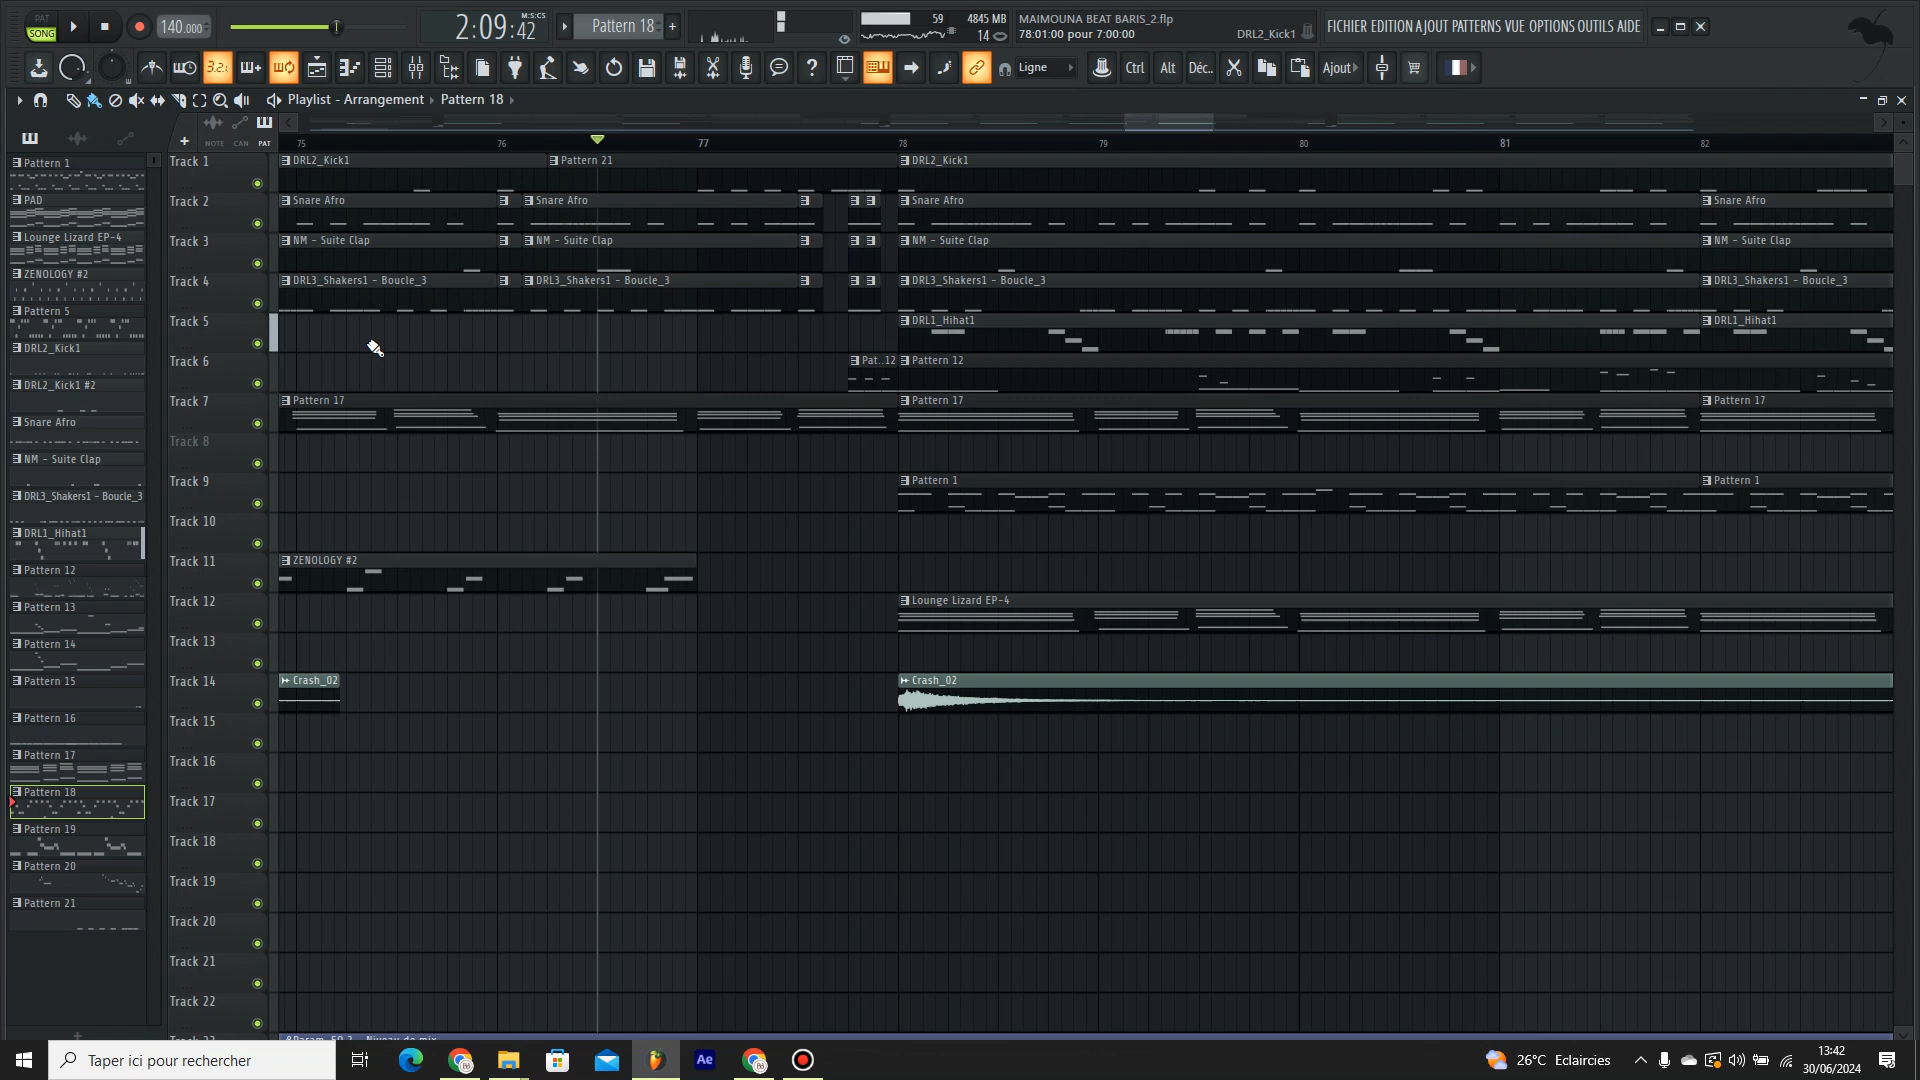 PAT
SONG
140.000
2:09:42
M:S:CS
Pattern 18
59
4845 MB
14
MAIMOUNA BEAT BARIS_2.flp
78:01:00 pour 7:00:00
DRL2_Kick1
FICHIER EDITION AJOUT PATTERNS VUE OPTIONS OUTILS AIDE
Ligne
Ctrl
Alt
Déc..
Ajout
Playlist - Arrangement
Pattern 18
NOTE
CAN
PAT
75
76
77
78
79
80
81
82
Pattern 1
PAD
Lounge Lizard EP-4
ZENOLOGY #2
Pattern 5
DRL2_Kick1
DRL2_Kick1 #2
Snare Afro
NM - Suite Clap
DRL3_Shakers1 - Boucle_3
DRL1_Hihat1
Pattern 12
Pattern 13
Pattern 14
Pattern 15
Pattern 16
Pattern 17
Pattern 18
Pattern 19
Pattern 20
Pattern 21
Track 1
DRL2_Kick1
Pattern 21
DRL2_Kick1
Track 2
Snare Afro
Snare Afro
Snare Afro
Snare Afro
Track 3
NM - Suite Clap
NM - Suite Clap
NM - Suite Clap
NM - Suite Clap
Track 4
DRL3_Shakers1 - Boucle_3
DRL3_Shakers1 - Boucle_3
DRL3_Shakers1 - Boucle_3
DRL3_Shakers1 - Boucle_3
Track 5
DRL1_Hihat1
DRL1_Hihat1
Track 6
Pat..12
Pattern 12
Track 7
Pattern 17
Pattern 17
Pattern 17
Track 8
Track 9
Pattern 1
Pattern 1
Track 10
Track 11
ZENOLOGY #2
Track 12
Lounge Lizard EP-4
Track 13
Track 14
Crash_02
Crash_02
Track 15
Track 16
Track 17
Track 18
Track 19
Track 20
Track 21
Track 22
Taper ici pour rechercher
Ae
26°C Eclaircies
13:42
30/06/2024